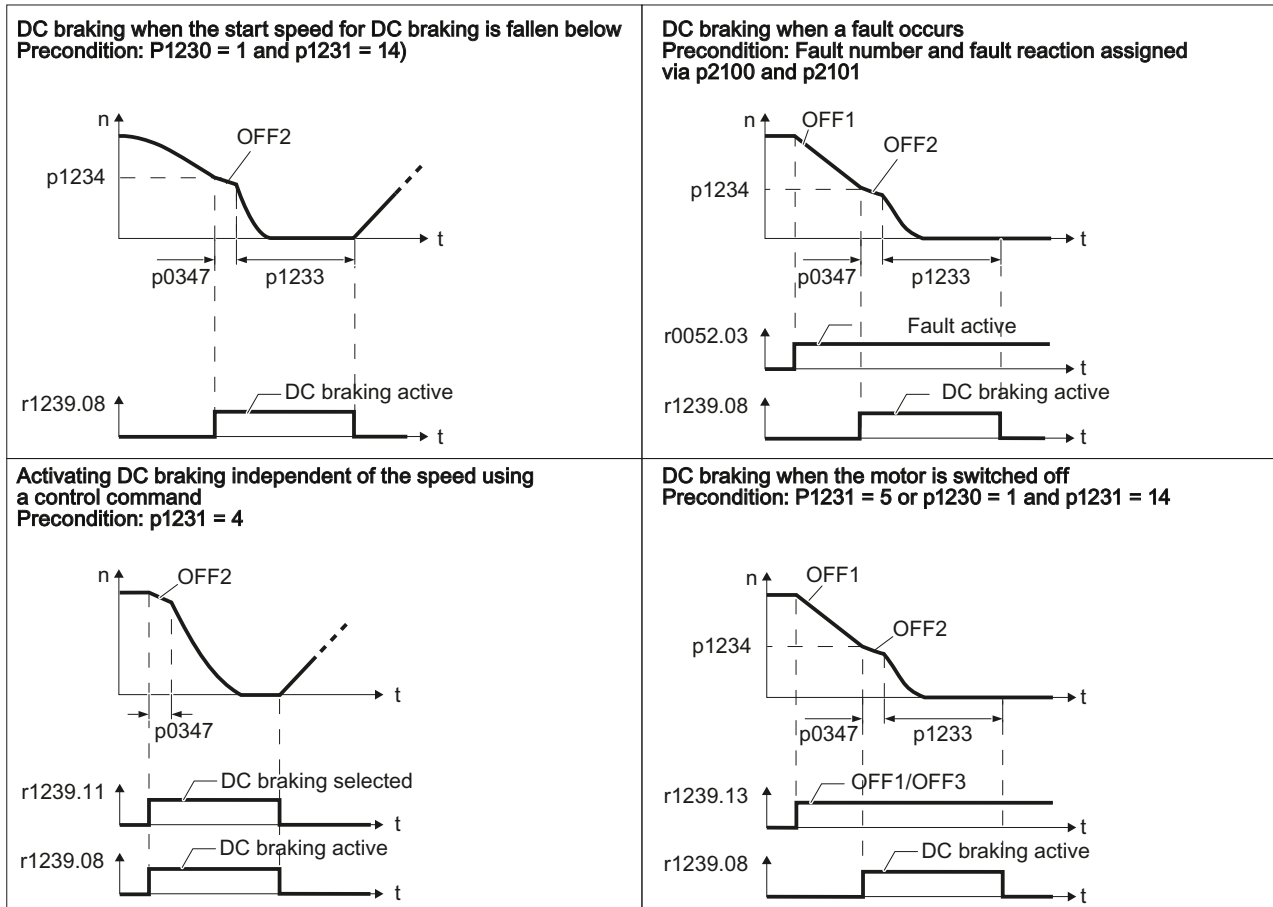 DC braking when the start speed for DC braking is fallen below
Precondition: P1230 = 1 and p1231 = 14)
n
OFF2
p1234
t
p0347
p1233
DC braking active
r1239.08
t
DC braking when a fault occurs
Precondition: Fault number and fault reaction assigned
via p2100 and p2101
n
OFF1
OFF2
p1234
t
p0347
p1233
r0052.03
Fault active
t
r1239.08
DC braking active
t
Activating DC braking independent of the speed using
a control command
Precondition: p1231 = 4
n
OFF2
t
p0347
r1239.11
DC braking selected
t
r1239.08
DC braking active
t
DC braking when the motor is switched off
Precondition: P1231 = 5 or p1230 = 1 and p1231 = 14
n
OFF1
OFF2
p1234
t
p0347
p1233
r1239.13
OFF1/OFF3
t
r1239.08
DC braking active
t